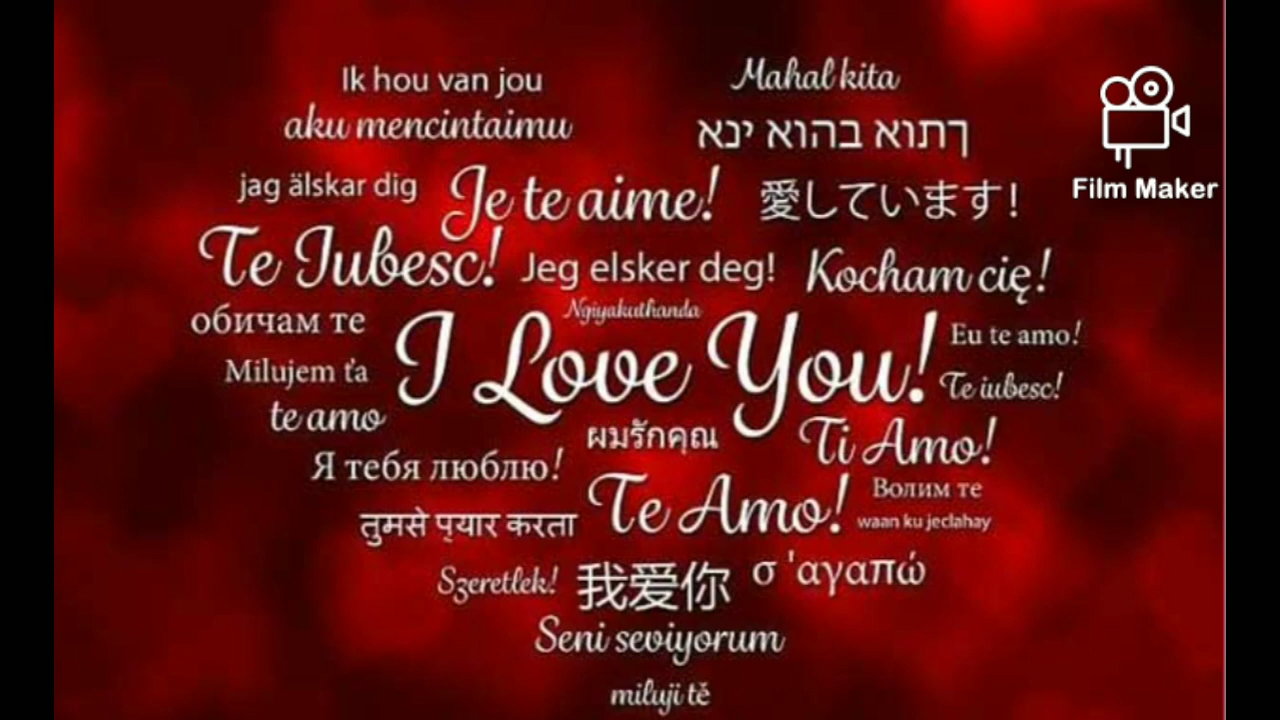 Ik hou van jou
Mahal kita
aku mencintaimu
ינא אוהבה אותוך
jag älskar dig
Je te aime!
愛しています!
Te Iubesc!
Jeg elsker deg!
Kocham cię!
Ngiyakuthanda
обичам те
I Love You!
Eu te amo!
Milujem ťa
Te iubesc!
te amo
ผมรักคุณ
Ti Amo!
Я тебя люблю!
Te Amo!
Волим те
तुमसे प्यार करता
waan ku jeclahay
Szeretlek!
我爱你
σ 'αγαπώ
Seni seviyorum
miluji tě
Film Maker